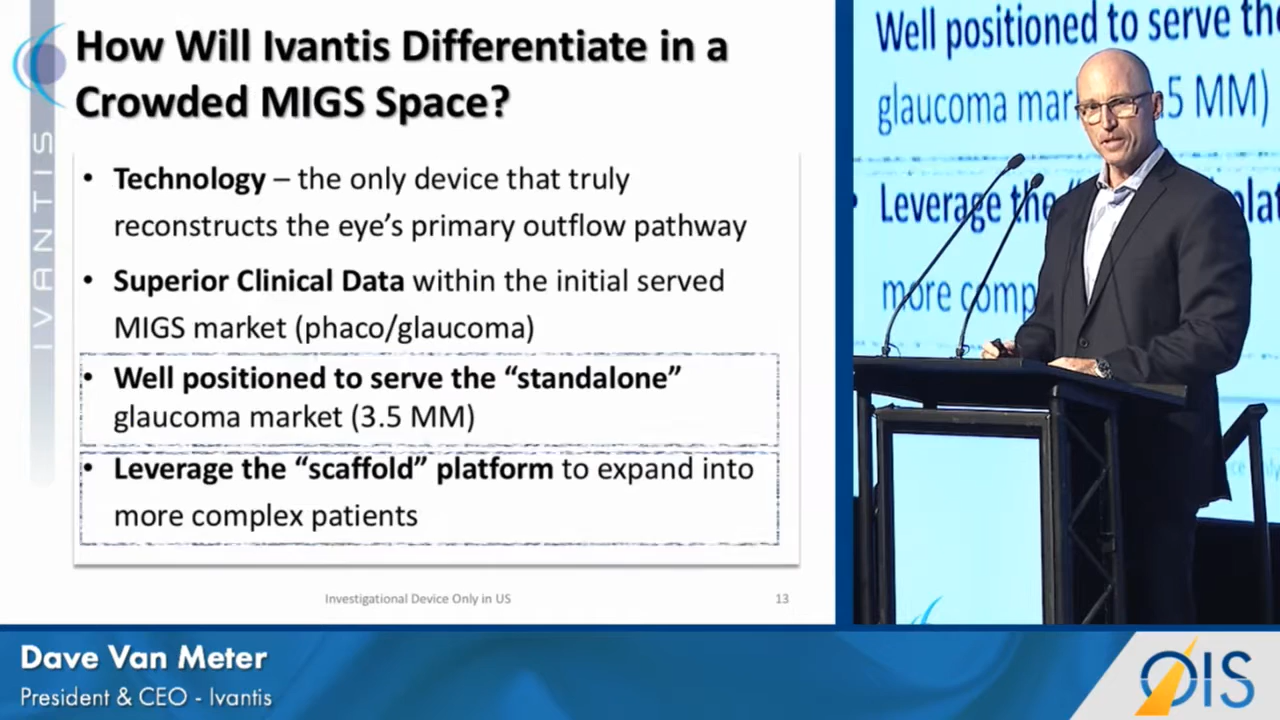 How Will Ivantis Differentiate in a
Crowded MIGS Space?
IVANTIS
• Technology – the only device that truly
reconstructs the eye’s primary outflow pathway
• Superior Clinical Data within the initial served
MIGS market (phaco/glaucoma)
• Well positioned to serve the “standalone”
glaucoma market (3.5 MM)
• Leverage the “scaffold” platform to expand into
more complex patients
Investigational Device Only in US
13
Well positioned to serve the
glaucoma mar 5 MM)
Leverage the
more comp
Dave Van Meter
President & CEO - Ivantis
OIS